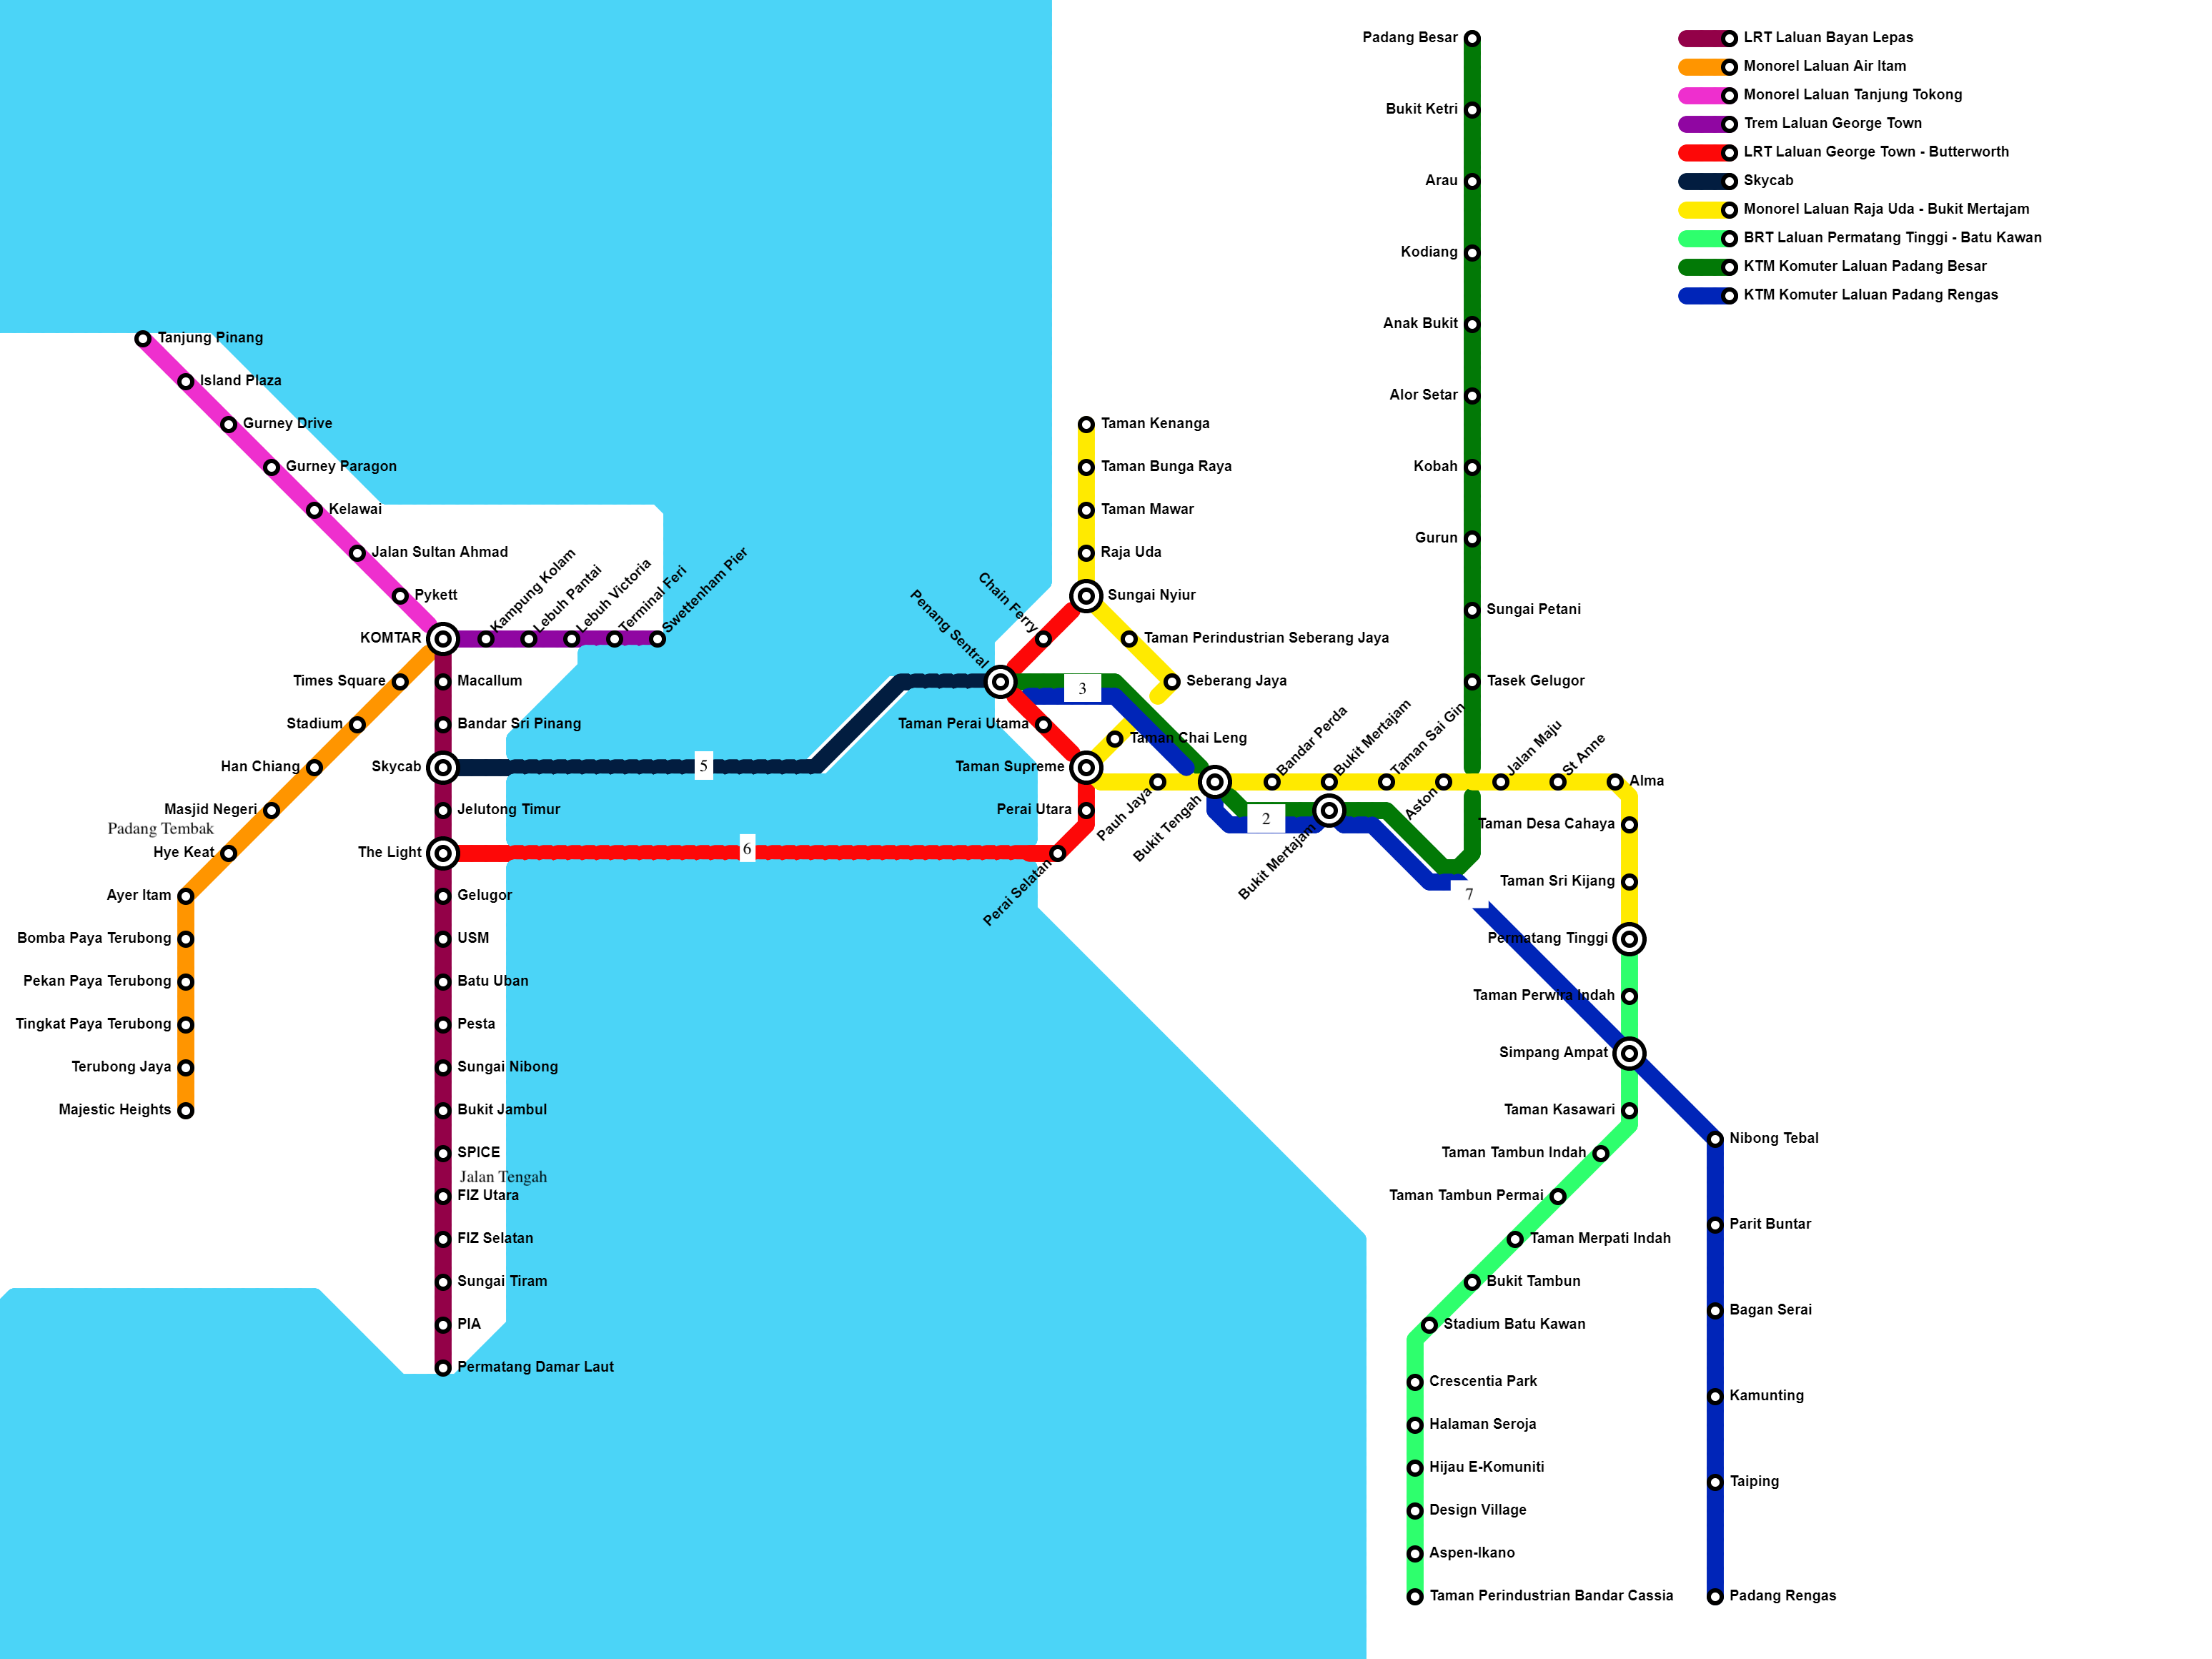 Padang Besar
Bukit Ketri
Arau
Kodiang
Anak Bukit
Alor Setar
Kobah
Gurun
Sungai Petani
Tasek Gelugor
LRT Laluan Bayan Lepas
Monorel Laluan Air Itam
Monorel Laluan Tanjung Tokong
Trem Laluan George Town
LRT Laluan George Town - Butterworth
Skycab
Monorel Laluan Raja Uda - Bukit Mertajam
BRT Laluan Permatang Tinggi - Batu Kawan
KTM Komuter Laluan Padang Besar
KTM Komuter Laluan Padang Rengas
Tanjung Pinang
Island Plaza
Gurney Drive
Gurney Paragon
Kelawai
Jalan Sultan Ahmad
Pykett
KOMTAR
Kampung Kolam
Lebuh Pantai
Lebuh Victoria
Terminal Feri
Swettenham Pier
Times Square
Stadium
Han Chiang
Masjid Negeri
Padang Tembak
Hye Keat
Ayer Itam
Bomba Paya Terubong
Pekan Paya Terubong
Tingkat Paya Terubong
Terubong Jaya
Majestic Heights
Macallum
Bandar Sri Pinang
Skycab
Jelutong Timur
The Light
Gelugor
USM
Batu Uban
Pesta
Sungai Nibong
Bukit Jambul
SPICE
Jalan Tengah
FIZ Utara
FIZ Selatan
Sungai Tiram
PIA
Permatang Damar Laut
5
6
Taman Kenanga
Taman Bunga Raya
Taman Mawar
Raja Uda
Sungai Nyiur
Chain Ferry
Penang Sentral
Taman Perindustrian Seberang Jaya
Seberang Jaya
3
Taman Perai Utama
Taman Chai Leng
Taman Supreme
Perai Utara
Perai Selatan
Pauh Jaya
Bukit Tengah
Bandar Perda
Bukit Mertajam
Taman Sai Gin
Aston
Jalan Maju
St Anne
Alma
2
Bukit Mertajam
7
Taman Desa Cahaya
Taman Sri Kijang
Permatang Tinggi
Taman Perwira Indah
Simpang Ampat
Taman Kasawari
Taman Tambun Indah
Taman Tambun Permai
Taman Merpati Indah
Bukit Tambun
Stadium Batu Kawan
Crescentia Park
Halaman Seroja
Hijau E-Komuniti
Design Village
Aspen-Ikano
Taman Perindustrian Bandar Cassia
Nibong Tebal
Parit Buntar
Bagan Serai
Kamunting
Taiping
Padang Rengas